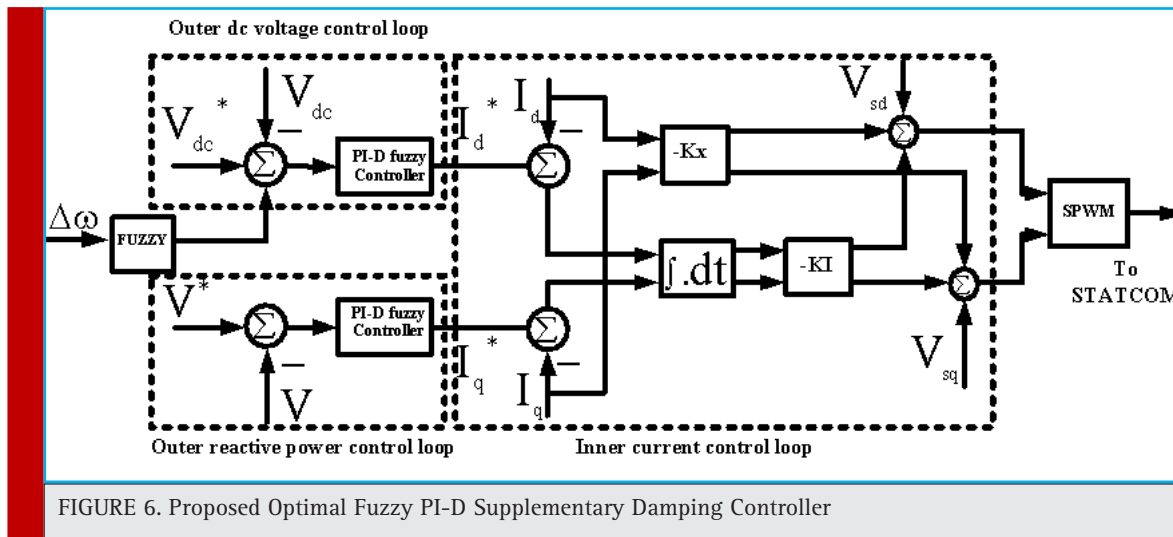 Outer dc voltage control loop
V dc *
V dc
−
Σ
PI-D fuzzy
Controller
I d *
I d
−
Σ
-Kx
V sd
Σ
Δω
FUZZY
SPWM
To
STATCOM
∫.dt
-KI
V*
Σ
−
V
PI-D fuzzy
Controller
I q *
Σ
−
I q
Σ
V sq
Outer reactive power control loop
Inner current control loop
FIGURE 6. Proposed Optimal Fuzzy PI-D Supplementary Damping Controller